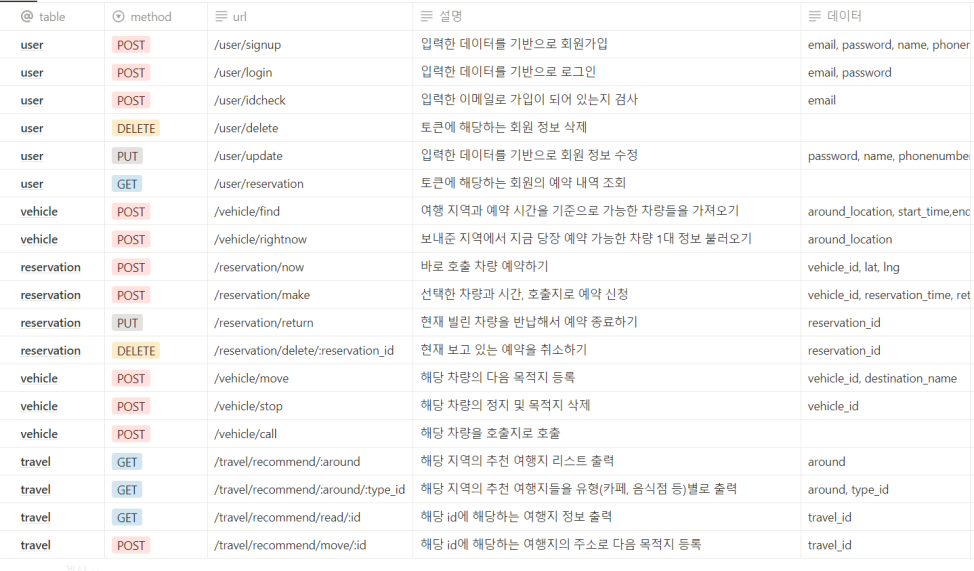 @ table method url 설명 데이터
user POST /user/signup 입력한 데이터를 기반으로 회원가입 email, password, name, phoner
user POST /user/login 입력한 데이터를 기반으로 로그인 email, password
user POST /user/idcheck 입력한 이메일로 가입이 되어 있는지 검사 email
user DELETE /user/delete 토큰에 해당하는 회원 정보 삭제
user PUT /user/update 입력한 데이터를 기반으로 회원 정보 수정 password, name, phonenumber
user GET /user/reservation 토큰에 해당하는 회원의 예약 내역 조회
vehicle POST /vehicle/find 여행 지역과 예약 시간을 기준으로 가능한 차량들을 가져오기 around_location, start_time,end
vehicle POST /vehicle/rightnow 보내준 지역에서 지금 당장 예약 가능한 차량 1대 정보 불러오기 around_location
reservation POST /reservation/now 바로 호출 차량 예약하기 vehicle_id, lat, lng
reservation POST /reservation/make 선택한 차량과 시간, 호출지로 예약 신청 vehicle_id, reservation_time, ret
reservation PUT /reservation/return 현재 빌린 차량을 반납해서 예약 종료하기 reservation_id
reservation DELETE /reservation/delete/:reservation_id 현재 보고 있는 예약을 취소하기 reservation_id
vehicle POST /vehicle/move 해당 차량의 다음 목적지 등록 vehicle_id, destination_name
vehicle POST /vehicle/stop 해당 차량의 정지 및 목적지 삭제 vehicle_id
vehicle POST /vehicle/call 해당 차량을 호출지로 호출
travel GET /travel/recommend/:around 해당 지역의 추천 여행지 리스트 출력 around
travel GET /travel/recommend/:around/:type_id 해당 지역의 추천 여행지들을 유형(카페, 음식점 등)별로 출력 around, type_id
travel GET /travel/recommend/read/:id 해당 id에 해당하는 여행지 정보 출력 travel_id
travel POST /travel/recommend/move/:id 해당 id에 해당하는 여행지의 주소로 다음 목적지 등록 travel_id